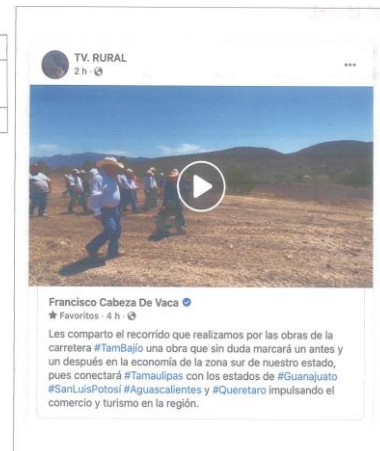 TV. RURAL
2 h ·
Francisco Cabeza De Vaca
Favoritos · 4 h ·
Les comparto el recorrido que realizamos por las obras de la
carretera #TamBajío una obra que sin duda marcará un antes y
un después en la economía de la zona sur de nuestro estado,
pues conectará #Tamaulipas con los estados de #Guanajuato
#SanLuisPotosí #Aguascalientes y #Queretaro impulsando el
comercio y turismo en la región.